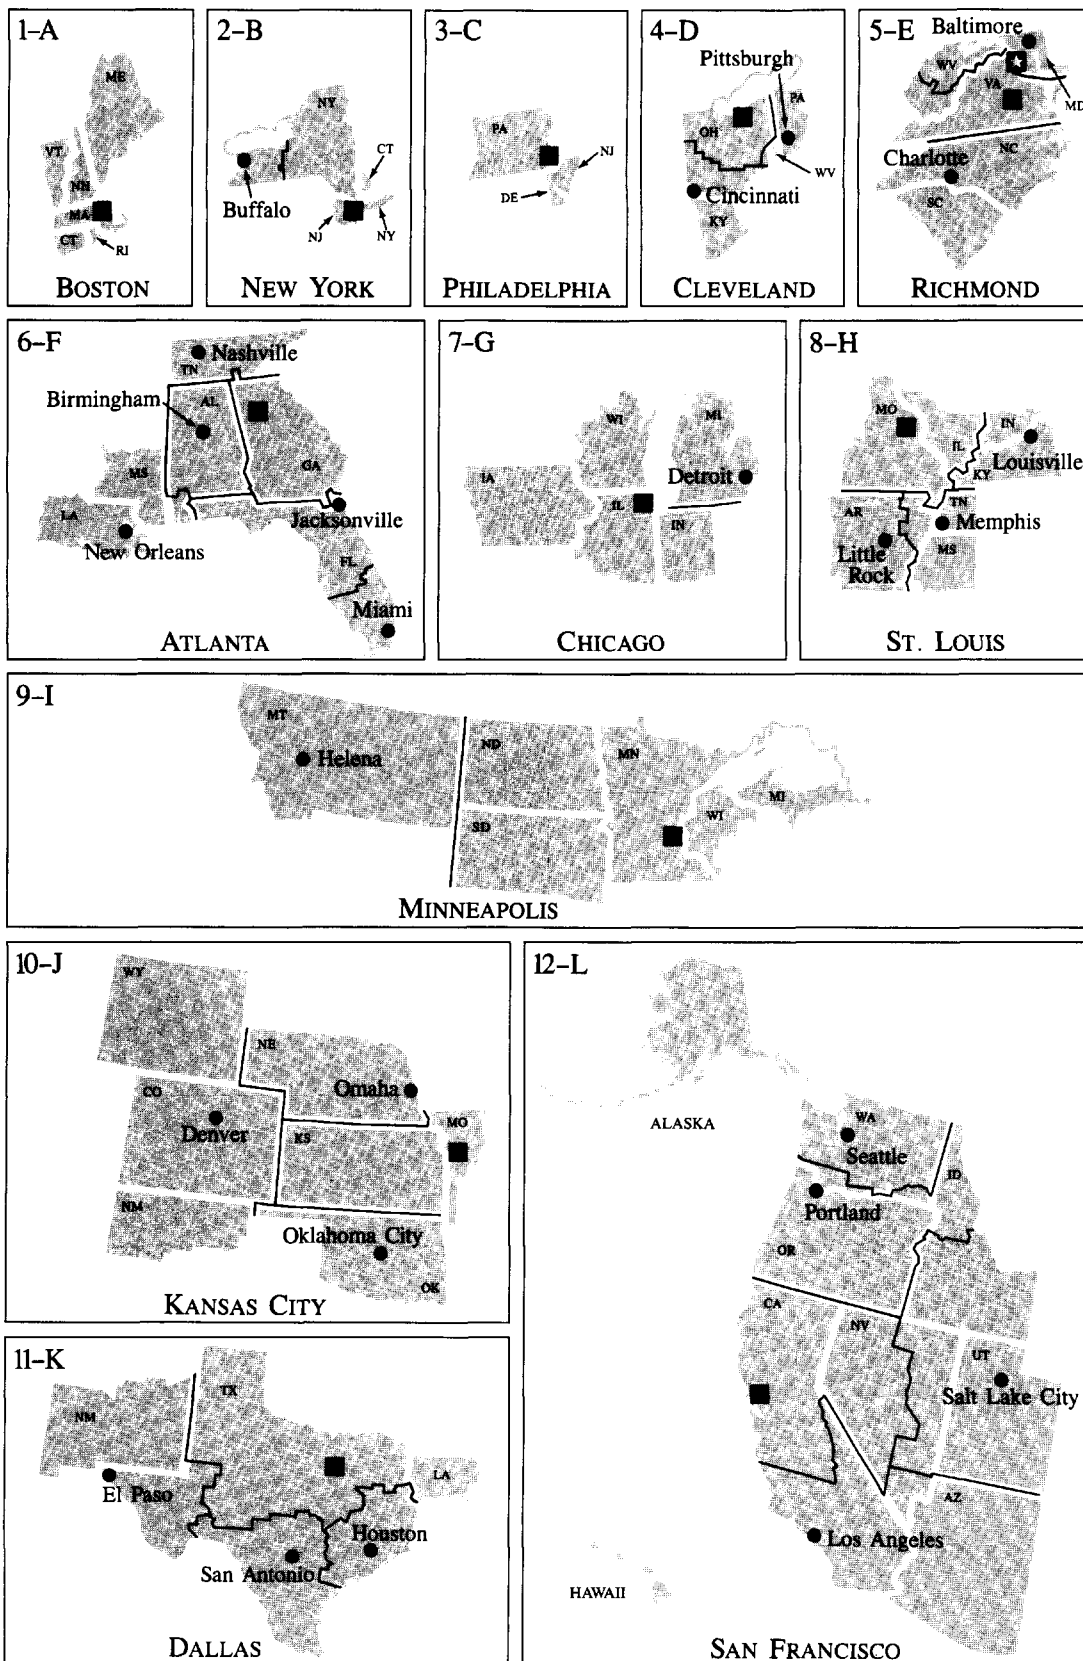 1–A
ME
VT
NH
MA
CT
RI
BOSTON
2–B
NY
CT
Buffalo
NJ
NY
NEW YORK
3–C
PA
NJ
DE
PHILADELPHIA
4–D
Pittsburgh
PA
OH
WV
Cincinnati
KY
CLEVELAND
5–E
Baltimore
WV
VA
MD
NC
Charlotte
SC
RICHMOND
6–F
Nashville
TN
Birmingham
AL
MS
GA
LA
Jacksonville
New Orleans
FL
Miami
ATLANTA
7–G
WI
MI
IA
Detroit
IL
IN
CHICAGO
8–H
MO
IN
IL
Louisville
KY
TN
AR
Memphis
Little
Rock
MS
ST. LOUIS
9–I
MT
ND
MN
Helena
MI
WI
SD
MINNEAPOLIS
10–J
WY
NE
Omaha
CO
MO
Denver
KS
NM
Oklahoma City
OK
KANSAS CITY
11–K
TX
NM
LA
El Paso
Houston
San Antonio
DALLAS
12–L
ALASKA
WA
Seattle
ID
Portland
OR
CA
NV
UT
Salt Lake City
AZ
Los Angeles
HAWAII
SAN FRANCISCO